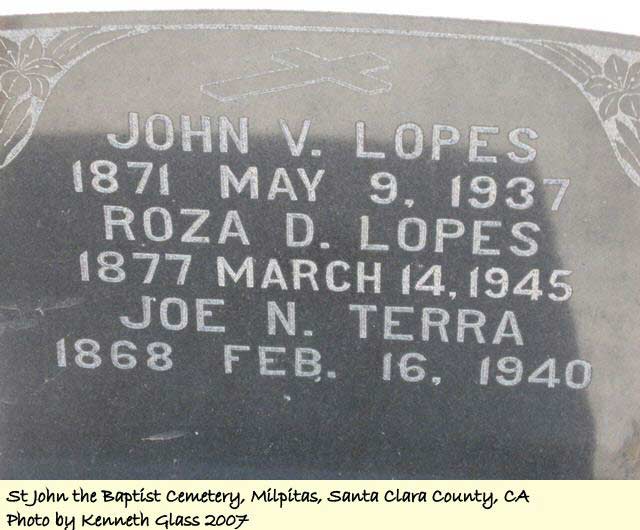 JOHN V. LOPES
1871 MAY 9, 1937
ROZA D. LOPES
1877 MARCH 14, 1945
JOE N. TERRA
1868 FEB. 16, 1940
St John the Baptist Cemetery, Milpitas, Santa Clara County, CA
Photo by Kenneth Glass 2007